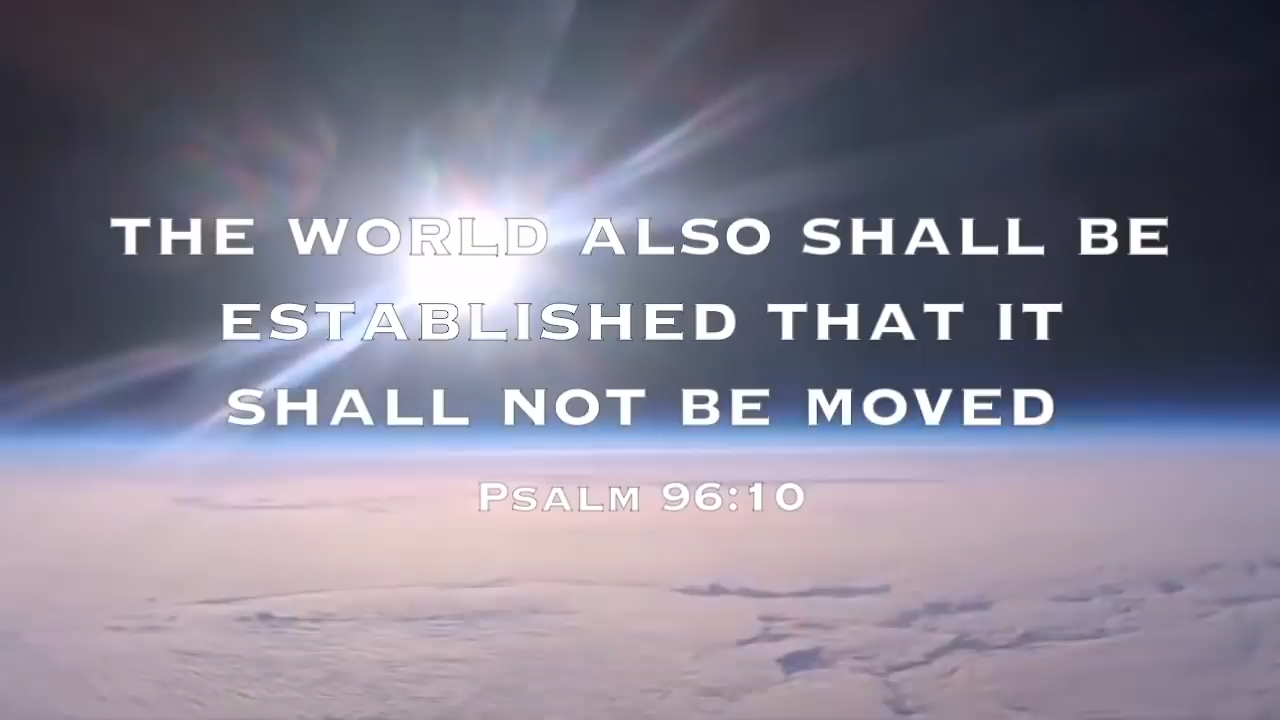 THE WORLD ALSO SHALL BE
ESTABLISHED THAT IT
SHALL NOT BE MOVED
PSALM 96:10